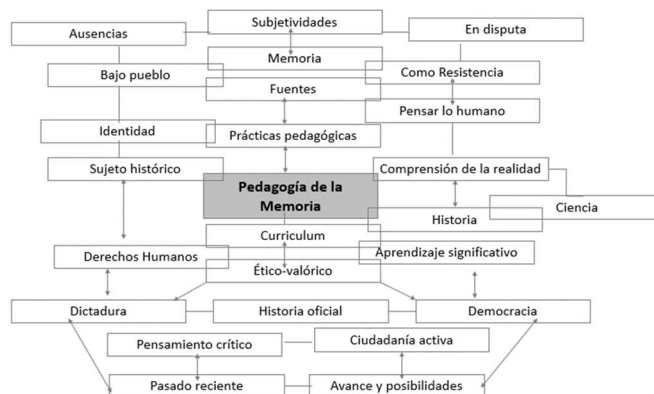 Subjetividades
Ausencias
En disputa
Memoria
Bajo pueblo
Como Resistencia
Fuentes
Pensar lo humano
Identidad
Prácticas pedagógicas
Sujeto histórico
Comprensión de la realidad
Pedagogía de la
Memoria
Ciencia
Historia
Curriculum
Derechos Humanos
Aprendizaje significativo
Ético-valórico
Dictadura
Historia oficial
Democracia
Pensamiento crítico
Ciudadanía activa
Pasado reciente
Avance y posibilidades